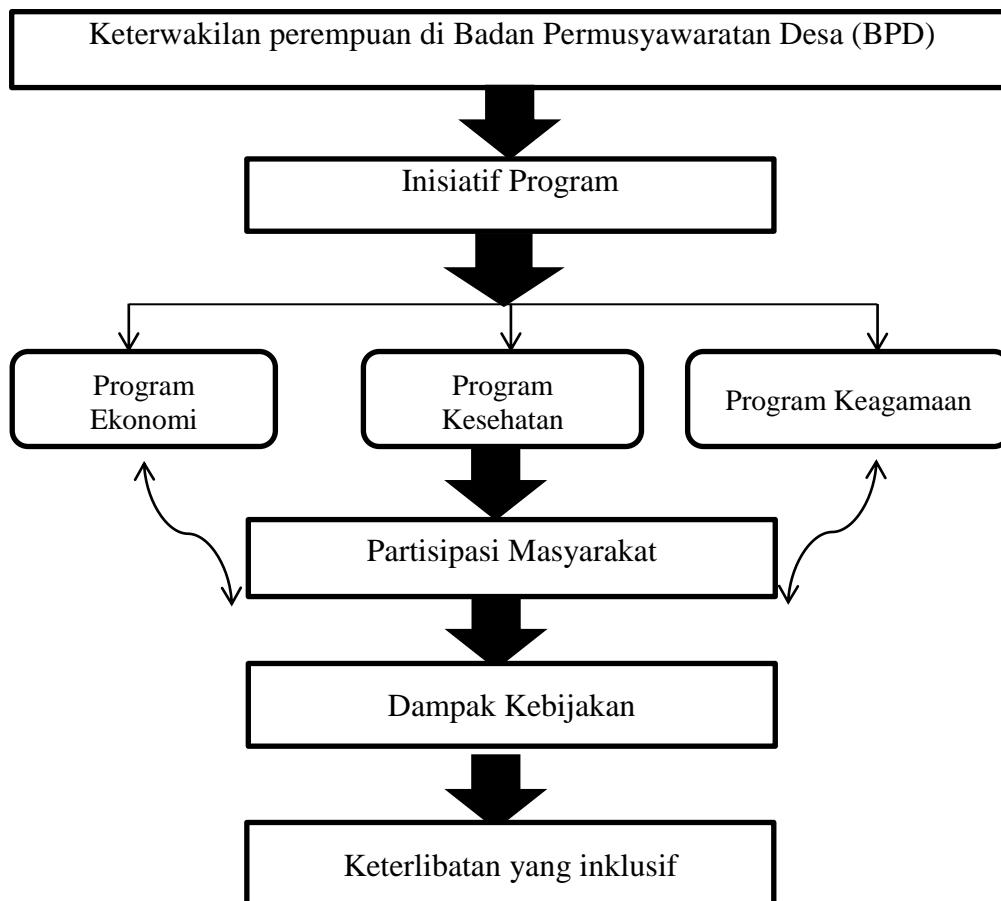 Keterwakilan perempuan di Badan Permusyawaratan Desa (BPD)
Inisiatif Program
Program
Ekonomi
Program
Kesehatan
Program Keagamaan
Partisipasi Masyarakat
Dampak Kebijakan
Keterlibatan yang inklusif